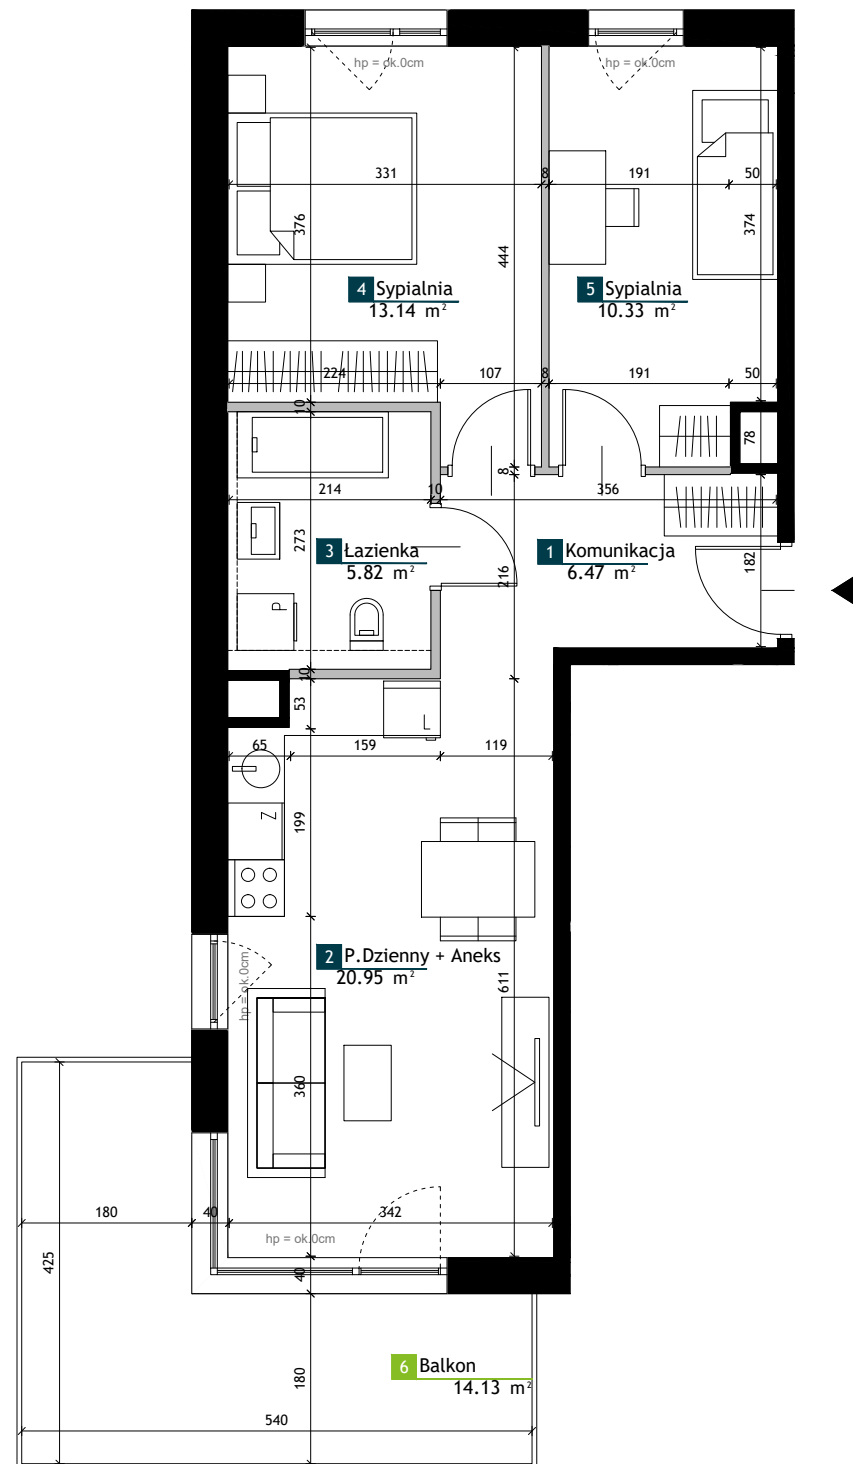 hp = ok.0cm
hp = ok.0cm
331
8
191
50
376
444
374
4 Sypialnia
13.14 m²
5 Sypialnia
10.33 m²
224
107
8
191
50
10
78
8
214
10
356
273
3 Łazienka
5.82 m²
216
1 Komunikacja
6.47 m²
182
P
10
53
L
65
159
119
199
Z
2 P.Dzienny + Aneks
20.95 m²
hp = ok.0cm
611
360
180
40
342
hp = ok.0cm
425
40
6 Balkon
14.13 m²
180
540